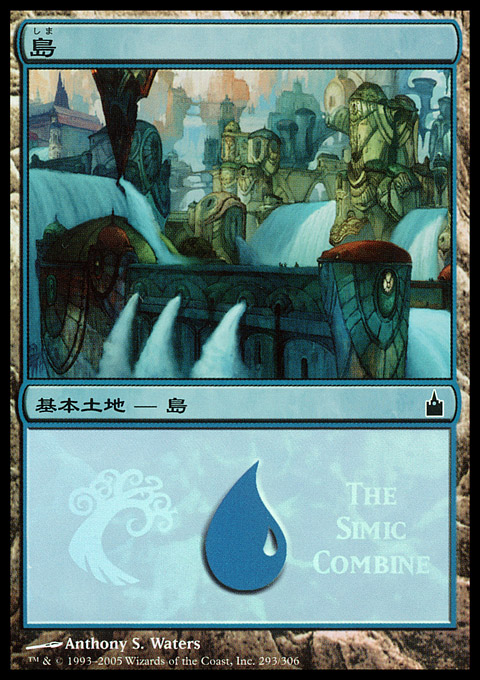 しま
島
基本土地 — 島
THE
SIMIC
COMBINE
Anthony S. Waters
™ & © 1993–2005 Wizards of the Coast, Inc. 293/306